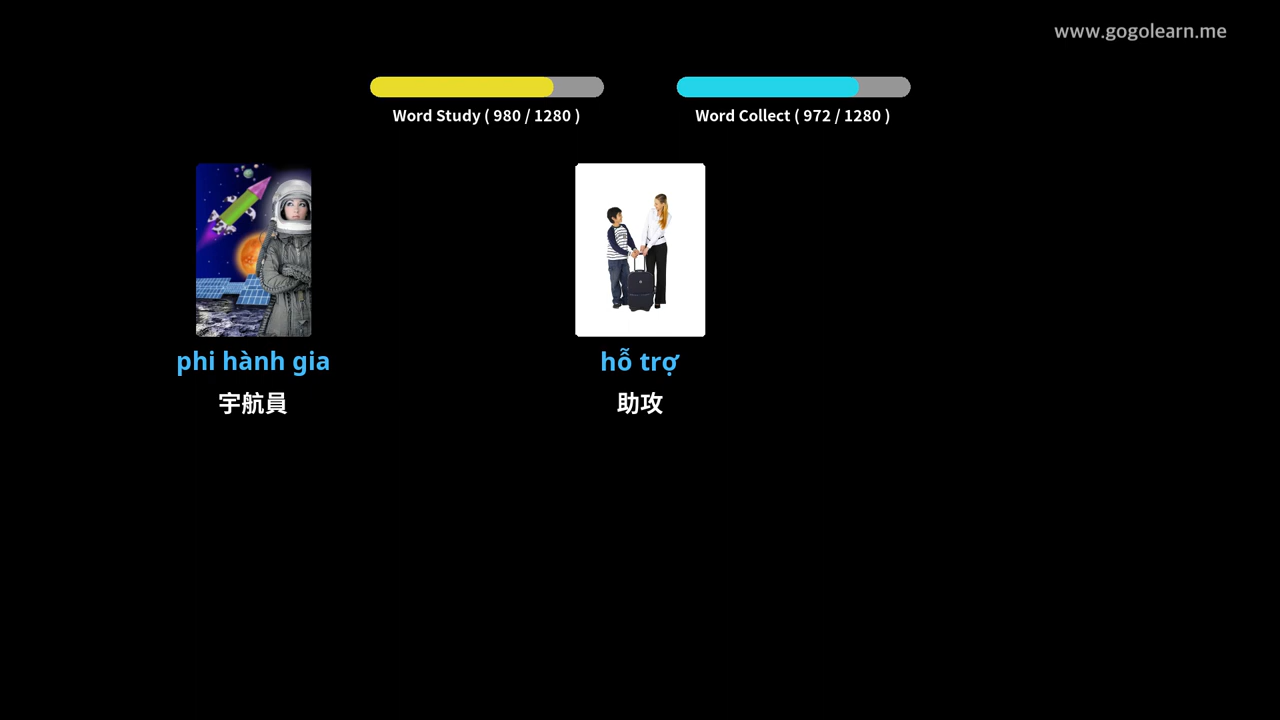 www.gogolearn.me
Word Study ( 980 / 1280 )
Word Collect ( 972 / 1280 )
phi hành gia
宇航員
hỗ trợ
助攻